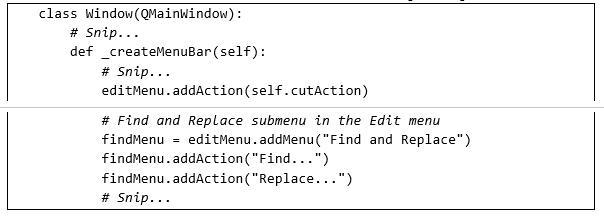 class Window(QMainWindow):
# Snip...
def _createMenuBar(self):
# Snip...
editMenu.addAction(self.cutAction)
# Find and Replace submenu in the Edit menu
findMenu = editMenu.addMenu("Find and Replace")
findMenu.addAction("Find...")
findMenu.addAction("Replace...")
# Snip...